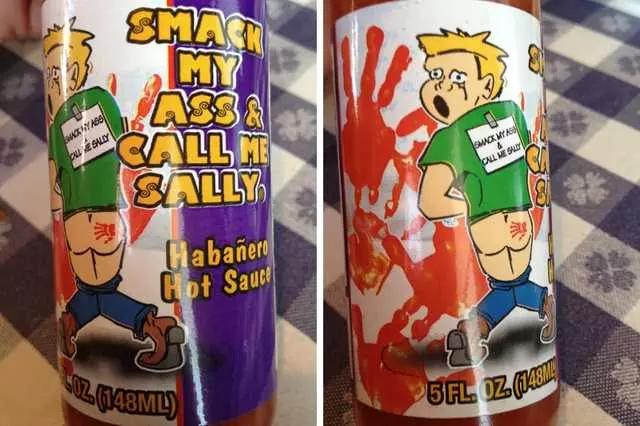 SMACK
MY
ASS &
CALL ME
SALLY®
Habañero
Hot Sauce
SMACK MY ASS
&
CALL ME SALLY
OZ. (148ML)
SMACK MY ASS
&
CALL ME SALLY
5 FL. OZ. (148ML